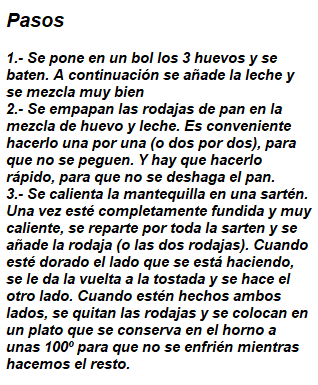 Pasos
1.- Se pone en un bol los 3 huevos y se
baten. A continuación se añade la leche y
se mezcla muy bien
2.- Se empapan las rodajas de pan en la
mezcla de huevo y leche. Es conveniente
hacerlo una por una (o dos por dos), para
que no se peguen. Y hay que hacerlo
rápido, para que no se deshaga el pan.
3.- Se calienta la mantequilla en una sartén.
Una vez esté completamente fundida y muy
caliente, se reparte por toda la sarten y se
añade la rodaja (o las dos rodajas). Cuando
esté dorado el lado que se está haciendo,
se le da la vuelta a la tostada y se hace el
otro lado. Cuando estén hechos ambos
lados, se quitan las rodajas y se colocan en
un plato que se conserva en el horno a
unas 100º para que no se enfrién mientras
hacemos el resto.